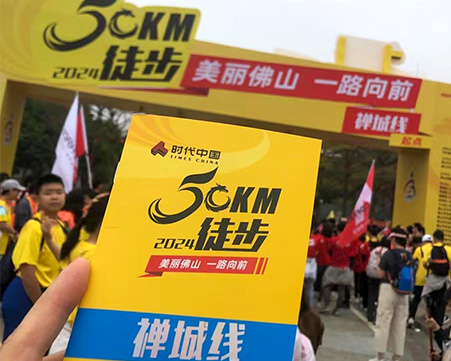 50KM
2024徒步
美丽佛山 一路向前
禅城线
起点
时代中国
TIMES CHINA
50KM
2024徒步
美丽佛山 一路向前
禅城线